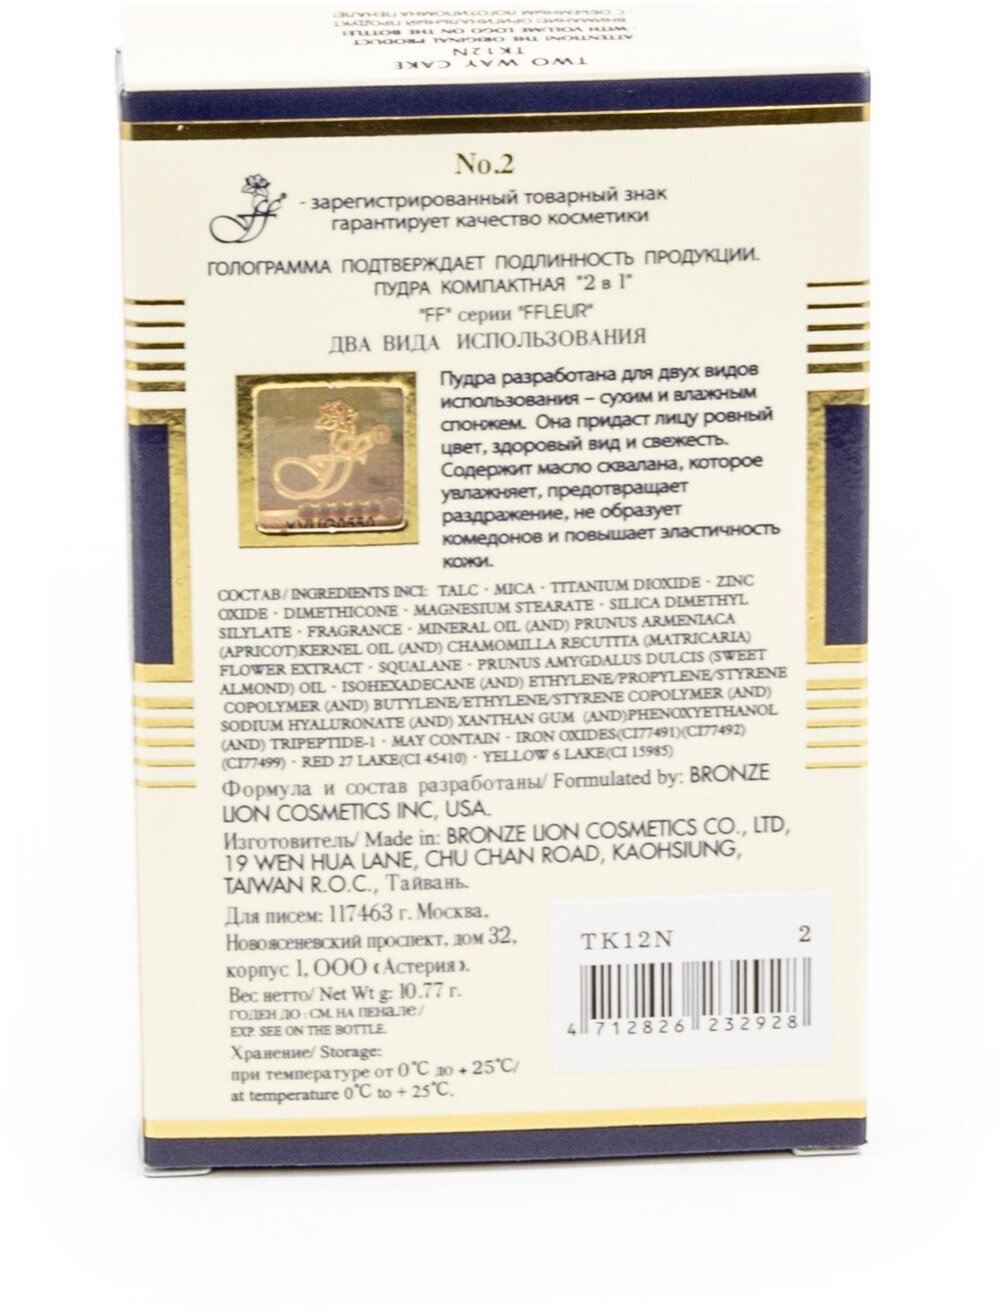 С ОБЪЕМНЫМ ЛОГОТИПОМ НА ПЕНАЛЕ!
ВНИМАНИЕ: ОРИГИНАЛЬНЫЙ ПРОДУКТ
- WITH VOLUME LOGO ON THE BOTTLE!
ATTENTION! THE ORIGINAL PRODUCT
TK12N
TWO WAY CAKE
No.2
- зарегистрированный товарный знак
гарантирует качество косметики
ГОЛОГРАММА ПОДТВЕРЖДАЕТ ПОДЛИННОСТЬ ПРОДУКЦИИ.
ПУДРА КОМПАКТНАЯ "2 в 1"
"FF" серии "FFLEUR"
ДВА ВИДА ИСПОЛЬЗОВАНИЯ
Пудра разработана для двух видов
использования – сухим и влажным
спонжем. Она придаст лицу ровный
цвет, здоровый вид и свежесть.
Содержит масло сквалана, которое
увлажняет, предотвращает
раздражение, не образует
комедонов и повышает эластичность
кожи.
СОСТАВ/ INGREDIENTS INCI: TALC · MICA · TITANIUM DIOXIDE · ZINC
OXIDE · DIMETHICONE · MAGNESIUM STEARATE · SILICA DIMETHYL
SILYLATE · FRAGRANCE · MINERAL OIL (AND) PRUNUS ARMENIACA
(APRICOT)KERNEL OIL (AND) CHAMOMILLA RECUTITA (MATRICARIA)
FLOWER EXTRACT · SQUALANE · PRUNUS AMYGDALUS DULCIS (SWEET
ALMOND) OIL · ISOHEXADECANE (AND) ETHYLENE/PROPYLENE/STYRENE
COPOLYMER (AND) BUTYLENE/ETHYLENE/STYRENE COPOLYMER (AND)
SODIUM HYALURONATE (AND) XANTHAN GUM (AND)PHENOXYETHANOL
(AND) TRIPEPTIDE-1 · MAY CONTAIN · IRON OXIDES(CI77491)(CI77492)
(CI77499) · RED 27 LAKE(CI 45410) · YELLOW 6 LAKE(CI 15985)
Формула и состав разработаны/ Formulated by: BRONZE
LION COSMETICS INC, USA.
Изготовитель/ Made in: BRONZE LION COSMETICS CO., LTD,
19 WEN HUA LANE, CHU CHAN ROAD, KAOHSIUNG,
TAIWAN R.O.C., Тайвань.
Для писем: 117463 г. Москва,
Новоясеневский проспект, дом 32,
корпус 1, ООО «Астерия».
Вес нетто/ Net Wt g: 10.77 г.
ГОДЕН ДО : СМ. НА ПЕНАЛЕ /
EXP. SEE ON THE BOTTLE.
Хранение/ Storage:
при температуре от 0°C до + 25°C/
at temperature 0°C to + 25°C.
TK12N 2
4 712826 232928